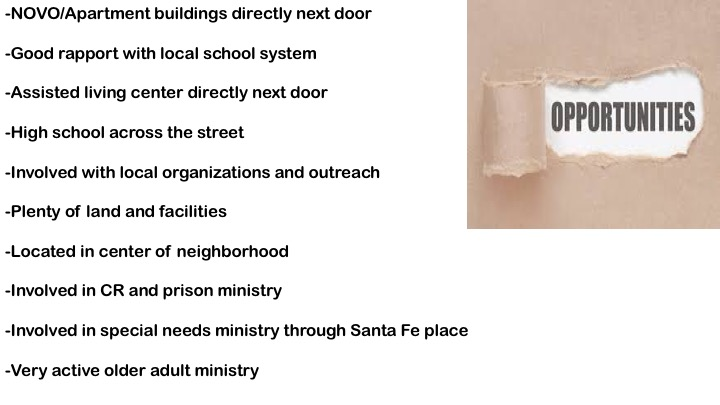 -NOVO/Apartment buildings directly next door
-Good rapport with local school system
-Assisted living center directly next door
-High school across the street
-Involved with local organizations and outreach
-Plenty of land and facilities
-Located in center of neighborhood
-Involved in CR and prison ministry
-Involved in special needs ministry through Santa Fe place
-Very active older adult ministry
OPPORTUNITIES